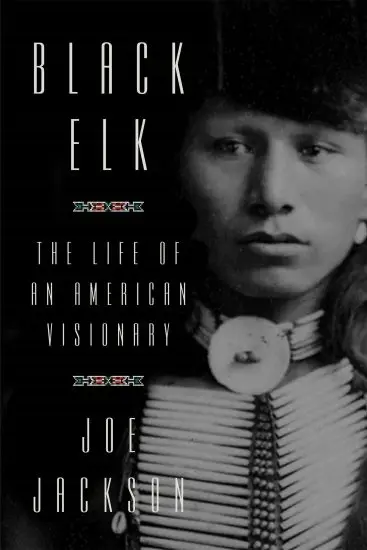 BLACK
ELK
THE LIFE OF
AN AMERICAN
VISIONARY
JOE
JACKSON